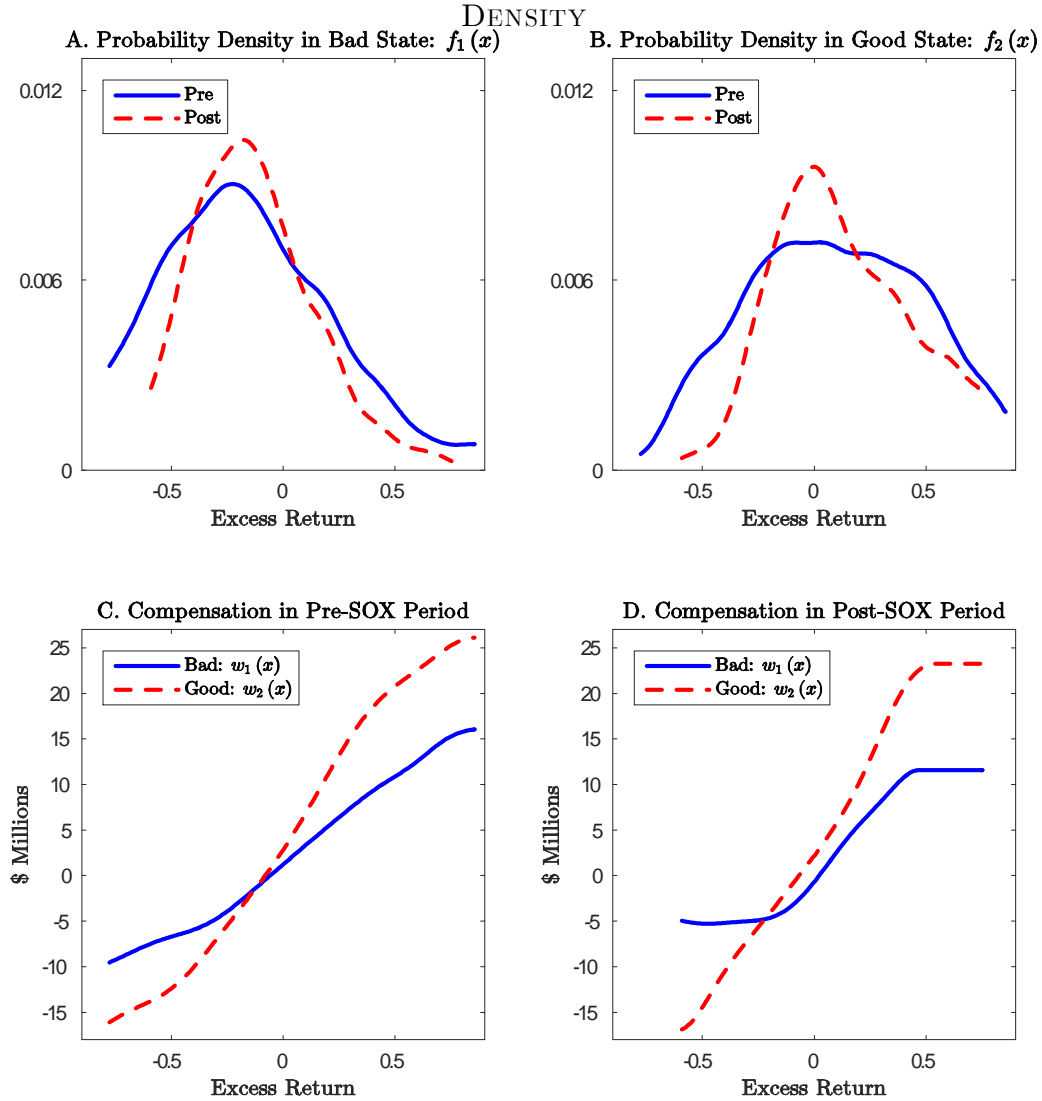 DENSITY
A. Probability Density in Bad State: f₁(x)
B. Probability Density in Good State: f₂(x)
0.012
0.006
0
Pre
Post
-0.5 0 0.5
Excess Return
0.012
0.006
0
Pre
Post
-0.5 0 0.5
Excess Return
C. Compensation in Pre-SOX Period
25
20
15
10
5
0
-5
-10
-15
$ Millions
Bad: w₁(x)
Good: w₂(x)
-0.5 0 0.5
Excess Return
D. Compensation in Post-SOX Period
25
20
15
10
5
0
-5
-10
-15
$ Millions
Bad: w₁(x)
Good: w₂(x)
-0.5 0 0.5
Excess Return